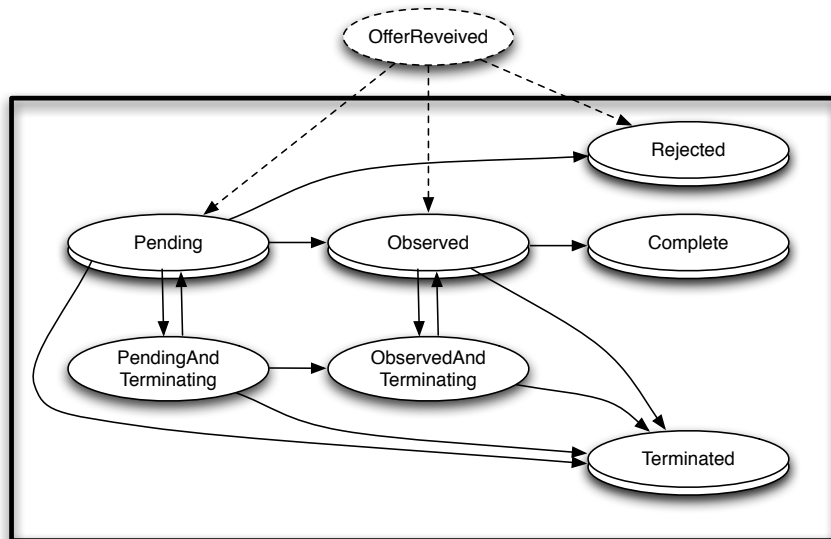 OfferReveived
Rejected
Pending
Observed
Complete
PendingAnd
Terminating
ObservedAnd
Terminating
Terminated